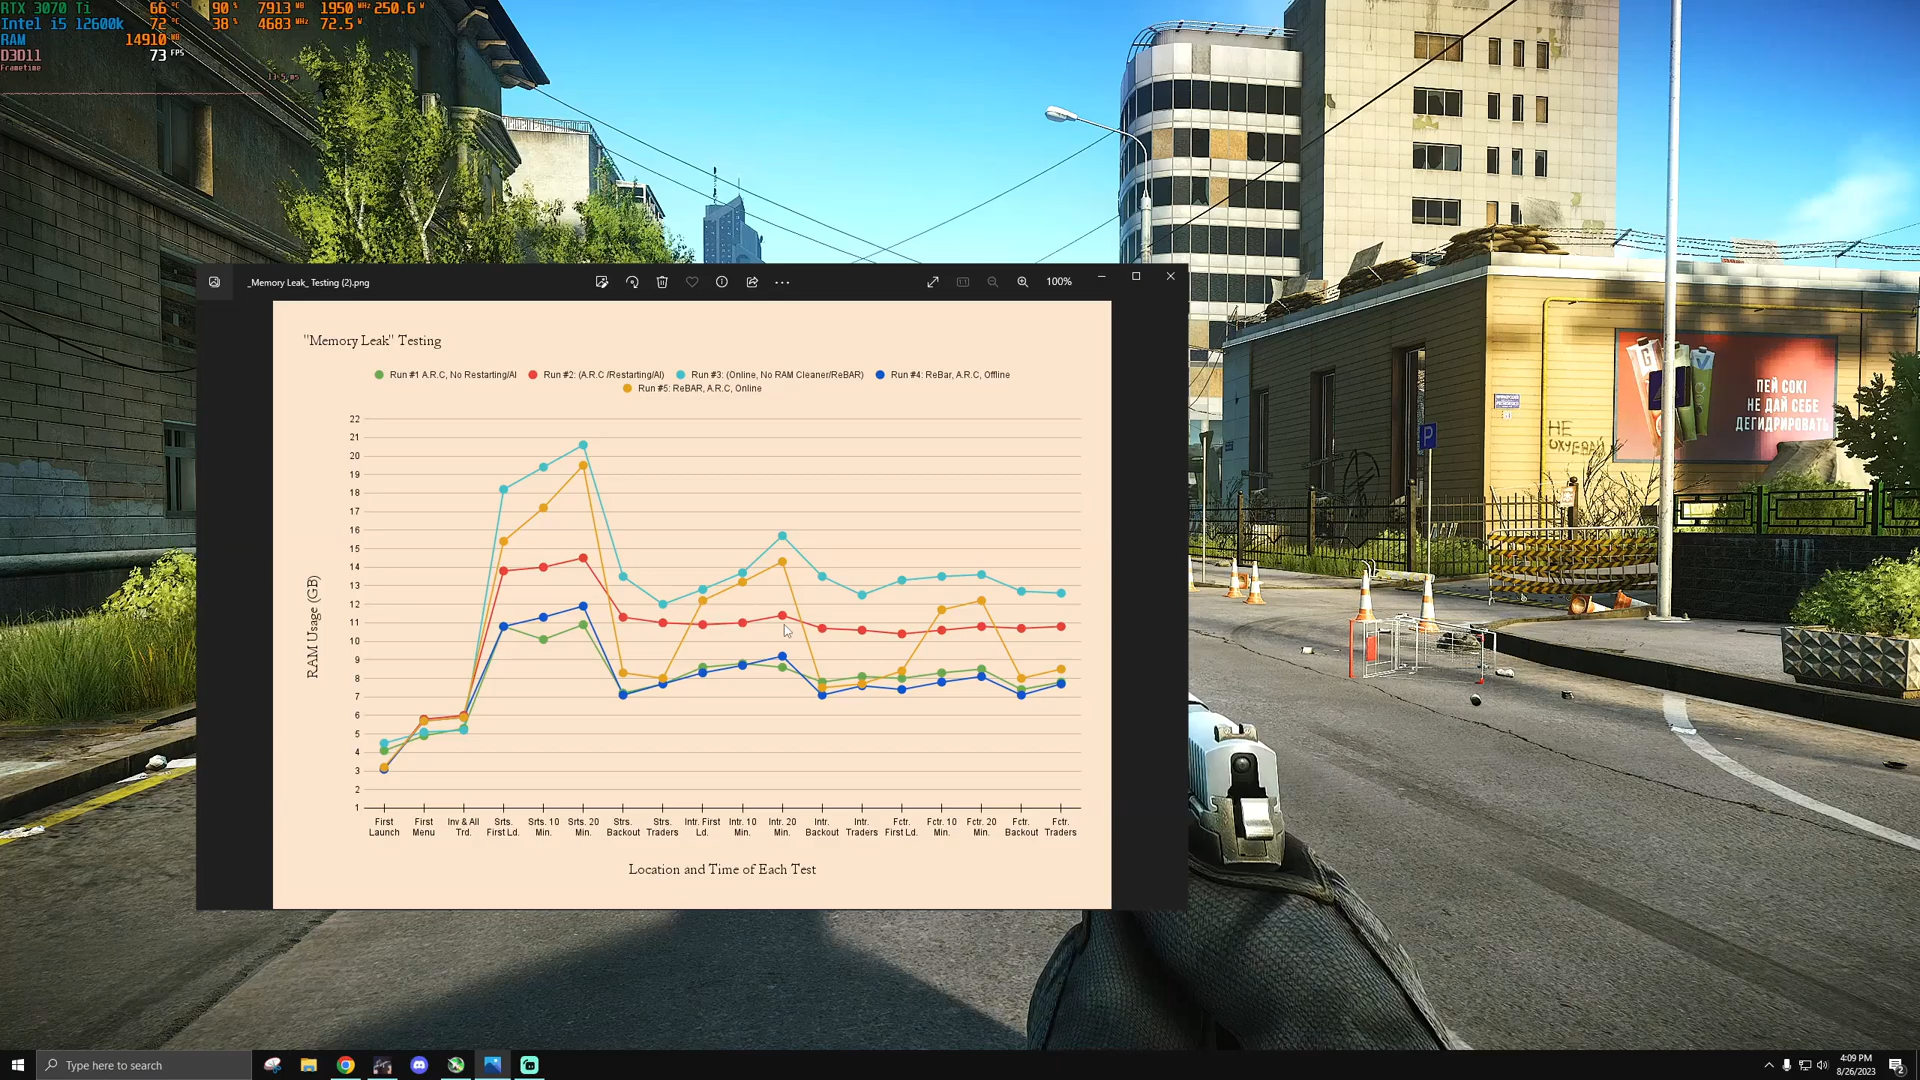 RTX 3070 Ti 66 °C 90 % 7913 MB 1950 MHz 250.6 W
Intel i5 12600k 72 °C 38 % 4683 MHz 72.5 W
RAM 14910 MB
D3D11 73 FPS
Frametime
13.5 ms
_Memory Leak_ Testing (2).png
100%
"Memory Leak" Testing
Run #1 A.R.C, No Restarting/AI
Run #2: (A.R.C /Restarting/AI)
Run #3: (Online, No RAM Cleaner/ReBAR)
Run #4: ReBar, A.R.C, Offline
Run #5: ReBAR, A.R.C, Online
RAM Usage (GB)
22
21
20
19
18
17
16
15
14
13
12
11
10
9
8
7
6
5
4
3
2
1
First Launch
First Menu
Inv & All Trd.
Srts. First Ld.
Srts. 10 Min.
Srts. 20 Min.
Strs. Backout
Strs. Traders
Intr. First Ld.
Intr. 10 Min.
Intr. 20 Min.
Intr. Backout
Intr. Traders
Fctr. First Ld.
Fctr. 10 Min.
Fctr. 20 Min.
Fctr. Backout
Fctr. Traders
Location and Time of Each Test
ПЕЙ СОКІ
НЕ ДАЙ СЕБЕ
ДЕГИДРИРОВАТЬ
P
НЕ
Type here to search
4:09 PM
8/26/2023
2